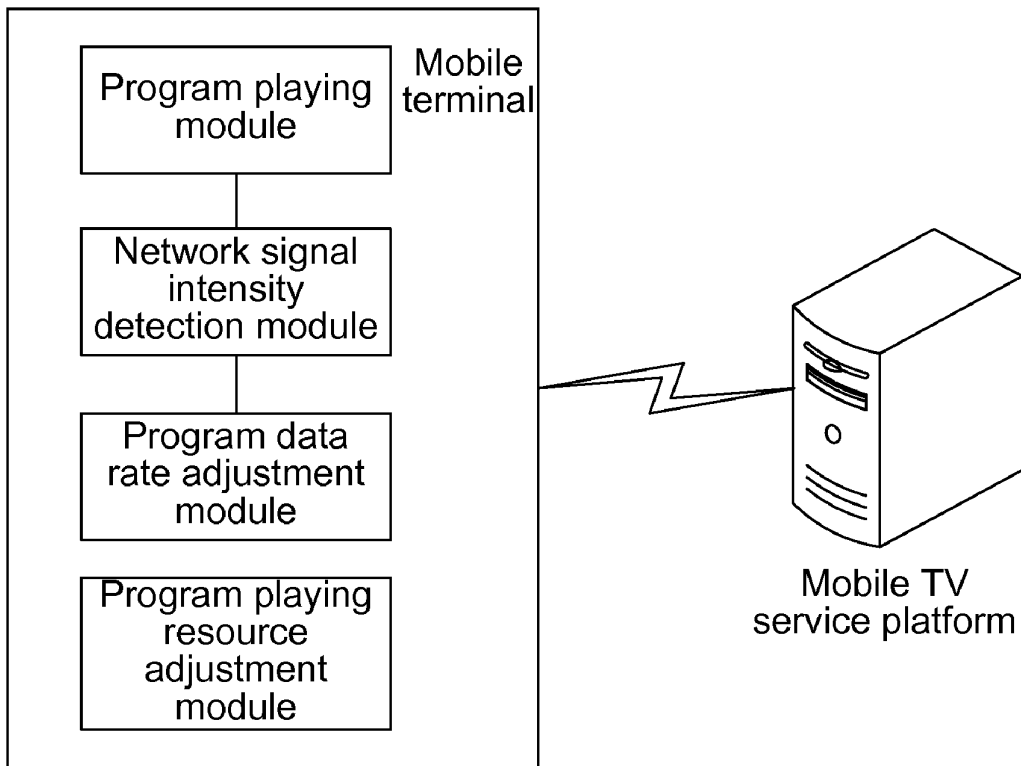 Program playing
module
Mobile
terminal
Network signal
intensity
detection module
Program data
rate adjustment
module
Program playing
resource
adjustment
module
Mobile TV
service platform